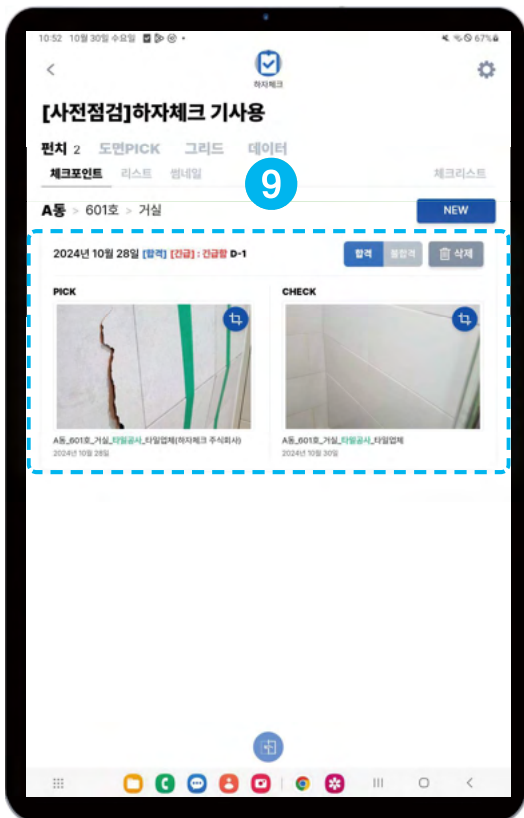 10:52 10월 30일 수요일
67%
하자체크
[사전점검]하자체크 기사용
펀치 2 도면PICK 그리드 데이터
체크포인트 리스트 썸네일 체크리스트
9
A동 > 601호 > 거실 NEW
2024년 10월 28일 [합격] [긴급] : 긴급함 D-1 합격 불합격 삭제
PICK CHECK
A동_601호_거실_타일공사_타일업체(하자체크 주식회사) A동_601호_거실_타일공사_타일업체
2024년 10월 28일 2024년 10월 30일